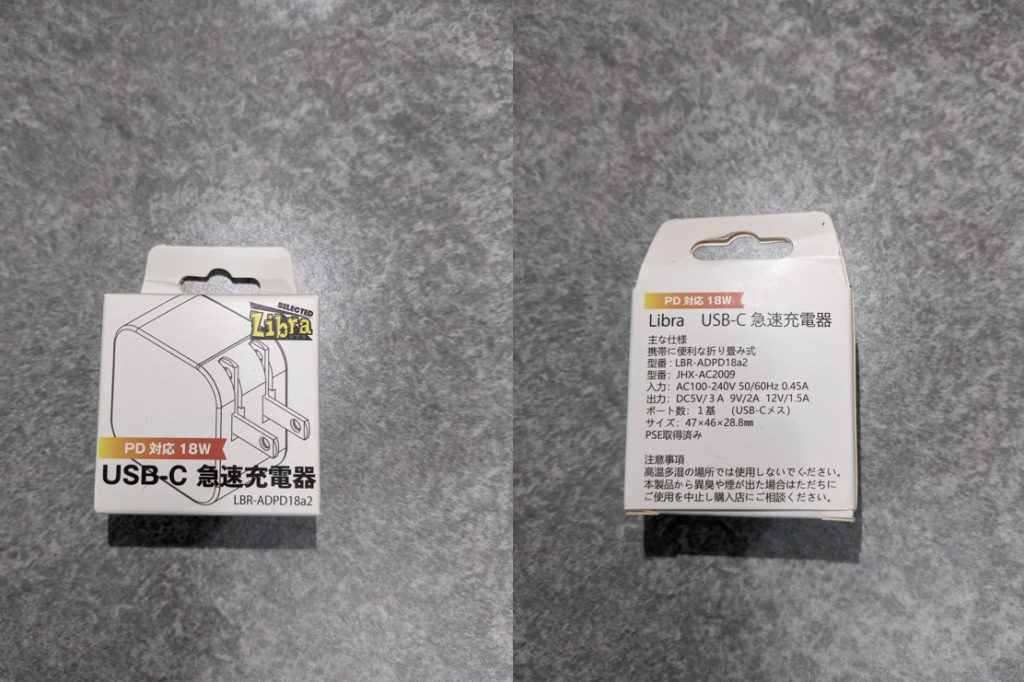 SELECTED
Libra
PD 対応 18W
USB-C 急速充電器
LBR-ADPD18a2
PD 対応 18W
Libra USB-C 急速充電器
主な仕様
携帯に便利な折り畳み式
型番:LBR-ADPD18a2
型番:JHX-AC2009
入力:AC100-240V 50/60Hz 0.45A
出力:DC5V/3A 9V/2A 12V/1.5A
ポート数:1基 (USB-Cメス)
サイズ:47×46×28.8㎜
PSE取得済み
注意事項
高温多湿の場所では使用しないでください。
本製品から異臭や煙が出た場合はただちに
ご使用を中止し購入店にご相談ください。